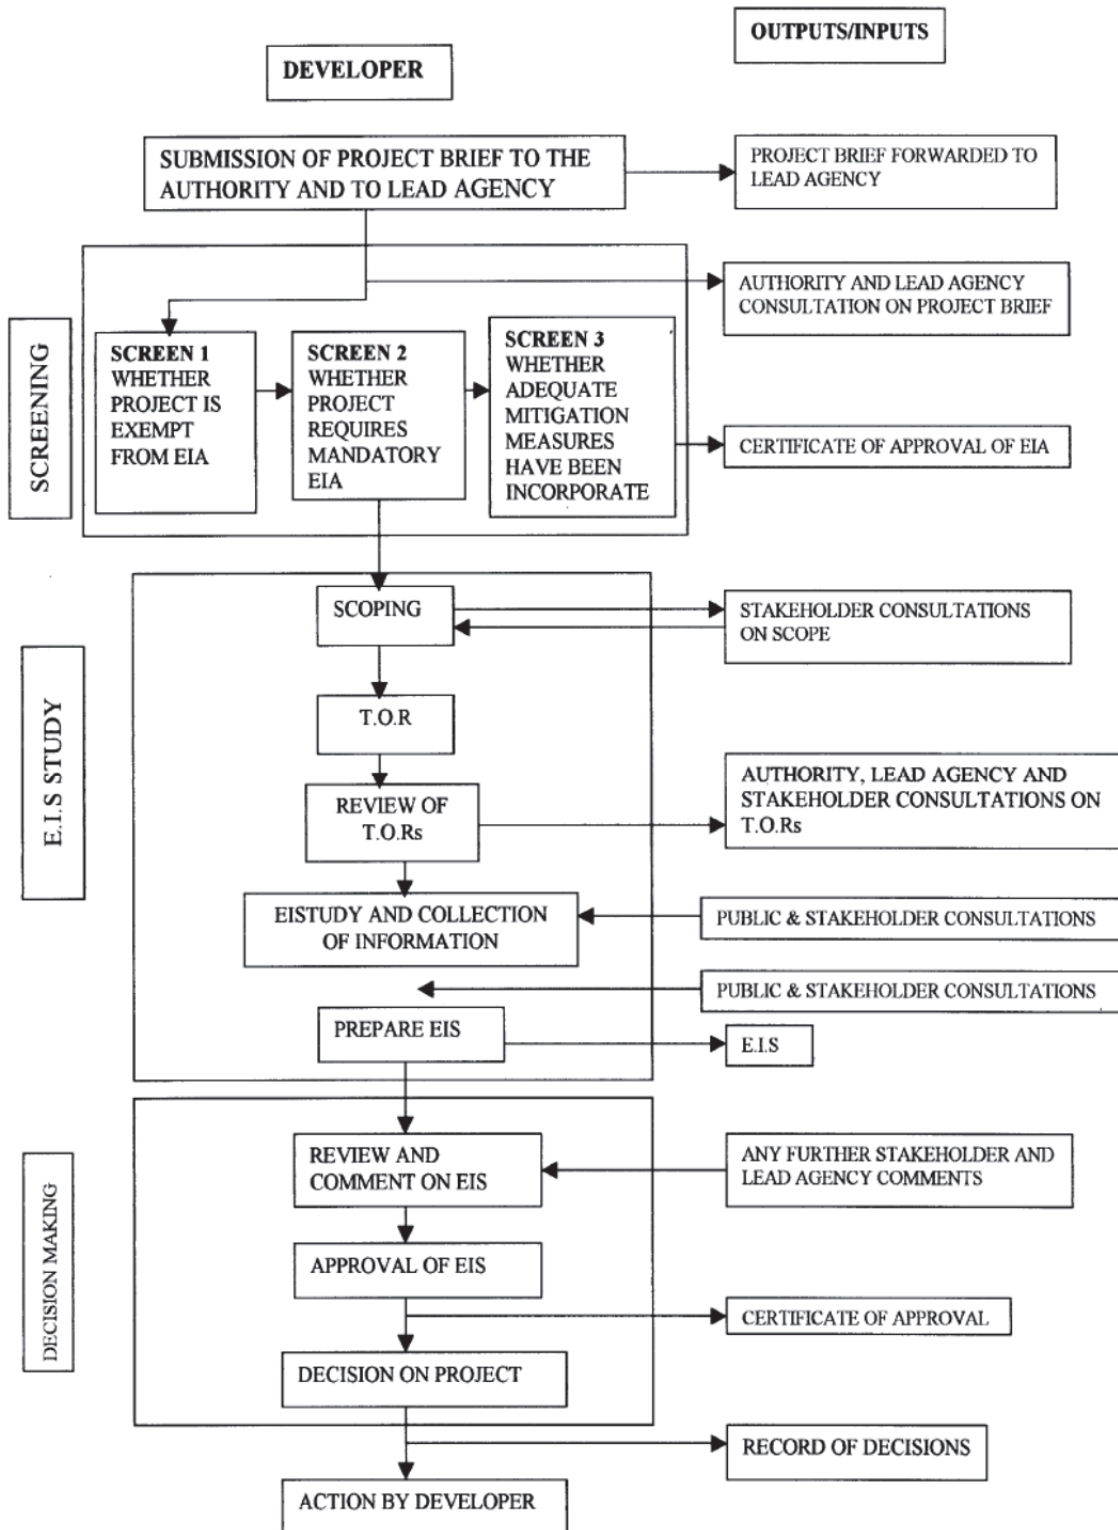 OUTPUTS/INPUTS
DEVELOPER
SUBMISSION OF PROJECT BRIEF TO THE
AUTHORITY AND TO LEAD AGENCY
PROJECT BRIEF FORWARDED TO
LEAD AGENCY
AUTHORITY AND LEAD AGENCY
CONSULTATION ON PROJECT BRIEF
SCREENING
SCREEN 1
WHETHER
PROJECT IS
EXEMPT
FROM EIA
SCREEN 2
WHETHER
PROJECT
REQUIRES
MANDATORY
EIA
SCREEN 3
WHETHER
ADEQUATE
MITIGATION
MEASURES
HAVE BEEN
INCORPORATE
CERTIFICATE OF APPROVAL OF EIA
E.I.S STUDY
SCOPING
STAKEHOLDER CONSULTATIONS
ON SCOPE
T.O.R
REVIEW OF
T.O.Rs
AUTHORITY, LEAD AGENCY AND
STAKEHOLDER CONSULTATIONS ON
T.O.Rs
EISTUDY AND COLLECTION
OF INFORMATION
PUBLIC & STAKEHOLDER CONSULTATIONS
PUBLIC & STAKEHOLDER CONSULTATIONS
PREPARE EIS
E.I.S
DECISION MAKING
REVIEW AND
COMMENT ON EIS
ANY FURTHER STAKEHOLDER AND
LEAD AGENCY COMMENTS
APPROVAL OF EIS
CERTIFICATE OF APPROVAL
DECISION ON PROJECT
RECORD OF DECISIONS
ACTION BY DEVELOPER